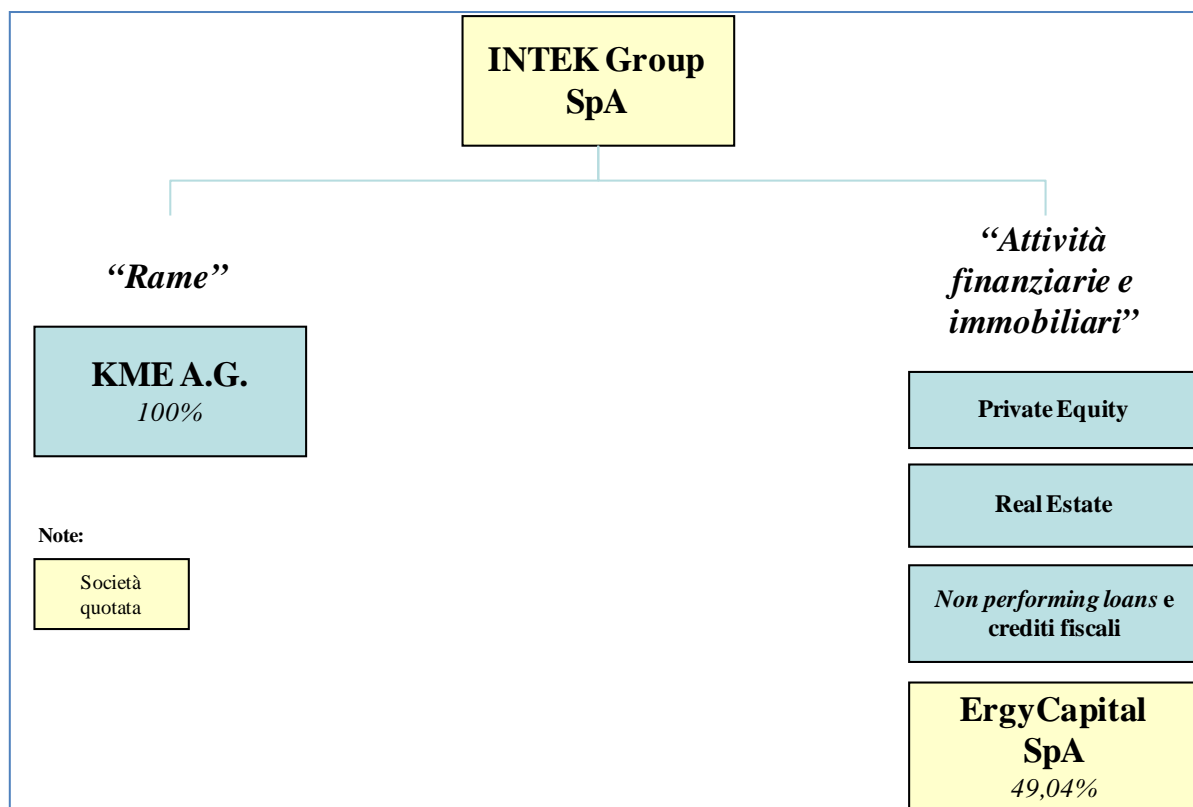 INTEK Group
SpA
“Rame”
KME A.G.
100%
“Attività
finanziarie e
immobiliari”
Private Equity
Real Estate
Non performing loans e
crediti fiscali
ErgyCapital
SpA
49,04%
Note:
Società
quotata